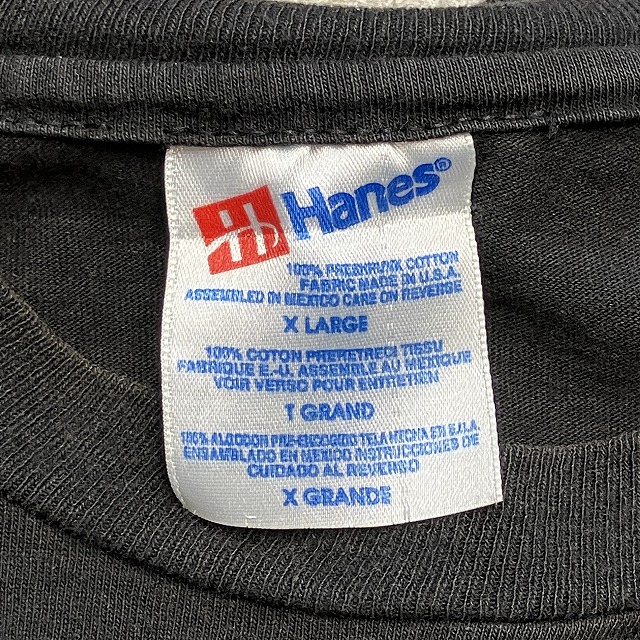 Hanes®
100% PRESHRUNK COTTON
FABRIC MADE IN U.S.A.
ASSEMBLED IN MEXICO CARE ON REVERSE
X LARGE
100% COTON PRERETRECI TISSU
FABRIQUE E.-U. ASSEMBLE AU MEXIQUE
VOIR VERSO POUR ENTRETIEN
T GRAND
100% ALGODON PRE-ENCOGIDO TELA HECHA EN E.U.A.
ENSAMBLADO EN MEXICO INSTRUCCIONES DE
CUIDADO AL REVERSO
X GRANDE